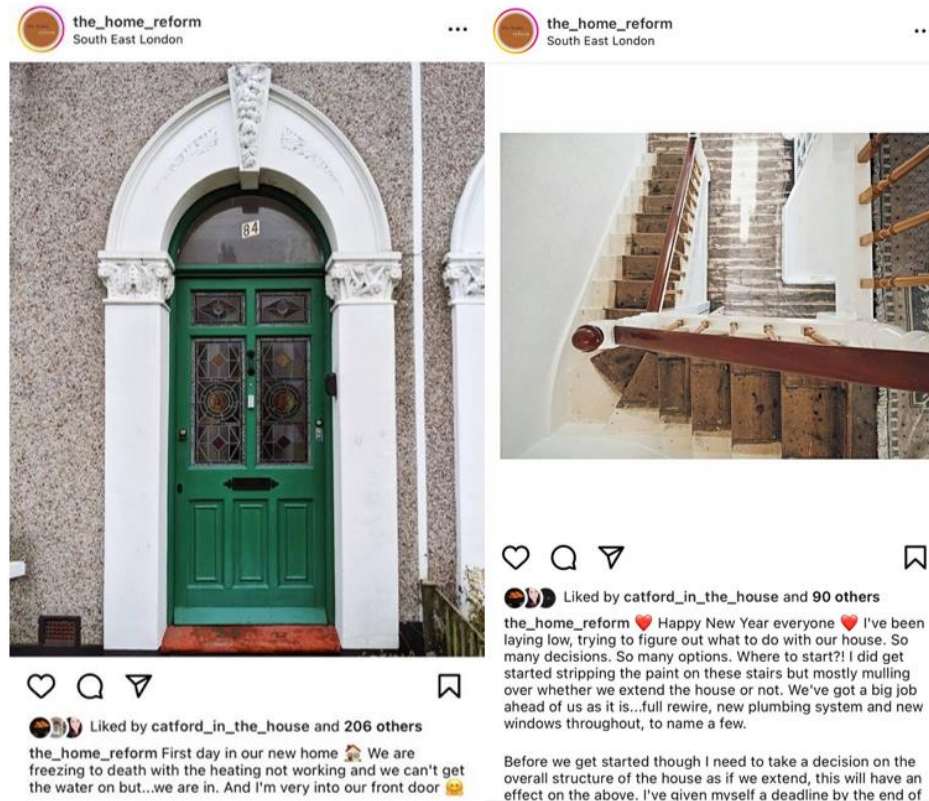 the_home_reform
South East London
84
Liked by catford_in_the_house and 206 others
the_home_reform First day in our new home 🏠 We are
freezing to death with the heating not working and we can't get
the water on but...we are in. And I'm very into our front door 🤗
the_home_reform
South East London
Liked by catford_in_the_house and 90 others
the_home_reform ❤️ Happy New Year everyone ❤️ I've been
laying low, trying to figure out what to do with our house. So
many decisions. So many options. Where to start?! I did get
started stripping the paint on these stairs but mostly mulling
over whether we extend the house or not. We've got a big job
ahead of us as it is...full rewire, new plumbing system and new
windows throughout, to name a few.
Before we get started though I need to take a decision on the
overall structure of the house as if we extend, this will have an
effect on the above. I've given myself a deadline by the end of